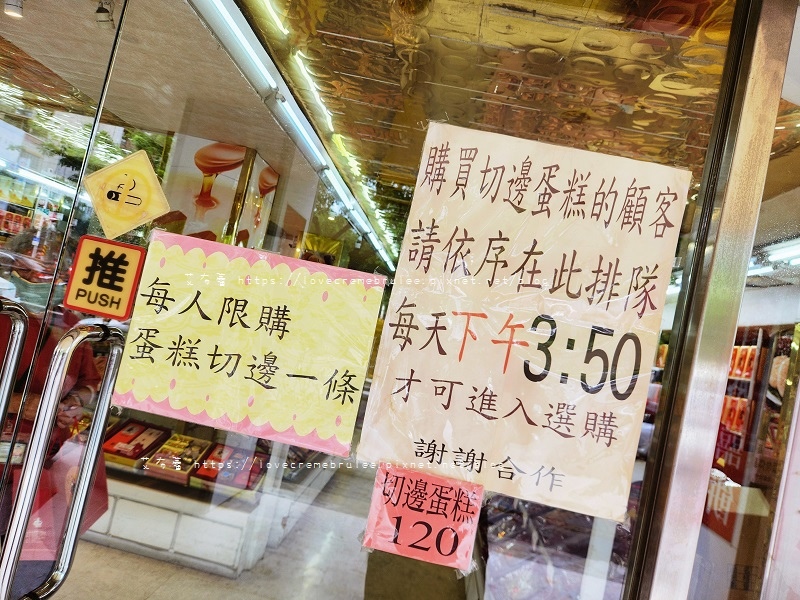 推
PUSH
每人限購
蛋糕切邊一條
購買切邊蛋糕的顧客
請依序在此排隊
每天下午3:50
才可進入選購
謝謝合作
切邊蛋糕
120